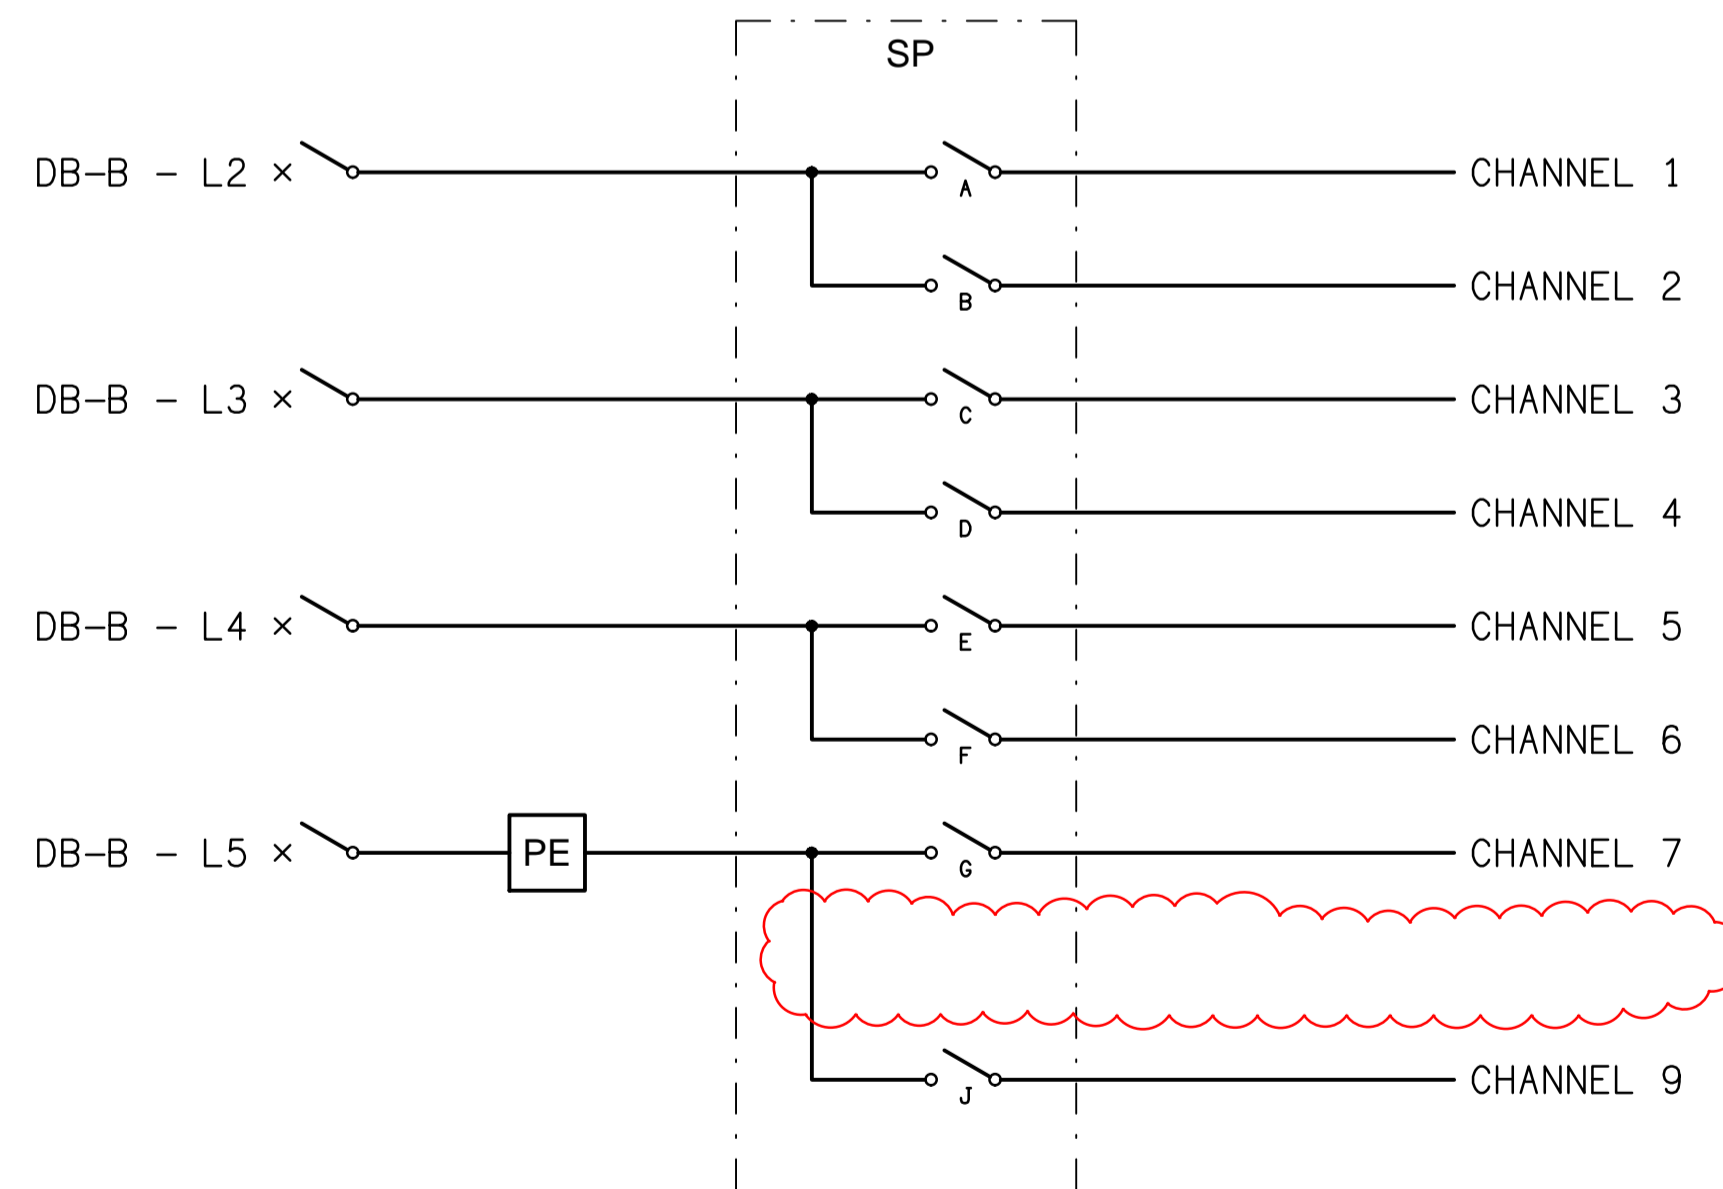 SP
DB-B - L2 × A CHANNEL 1
B CHANNEL 2
DB-B - L3 × C CHANNEL 3
D CHANNEL 4
DB-B - L4 × E CHANNEL 5
F CHANNEL 6
DB-B - L5 × PE G CHANNEL 7
J CHANNEL 9